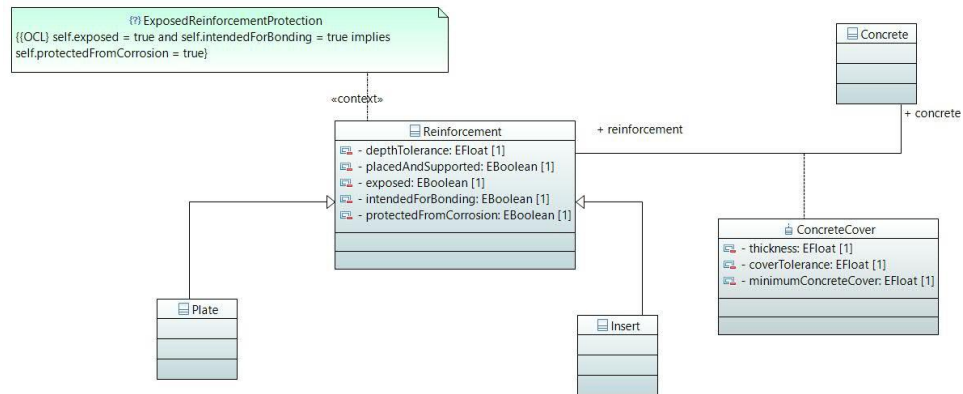 {?} ExposedReinforcementProtection
{{OCL} self.exposed = true and self.intendedForBonding = true implies
self.protectedFromCorrosion = true}
«context»
Concrete
+ concrete
+ reinforcement
Reinforcement
- depthTolerance: EFloat [1]
- placedAndSupported: EBoolean [1]
- exposed: EBoolean [1]
- intendedForBonding: EBoolean [1]
- protectedFromCorrosion: EBoolean [1]
ConcreteCover
- thickness: EFloat [1]
- coverTolerance: EFloat [1]
- minimumConcreteCover: EFloat [1]
Plate
Insert